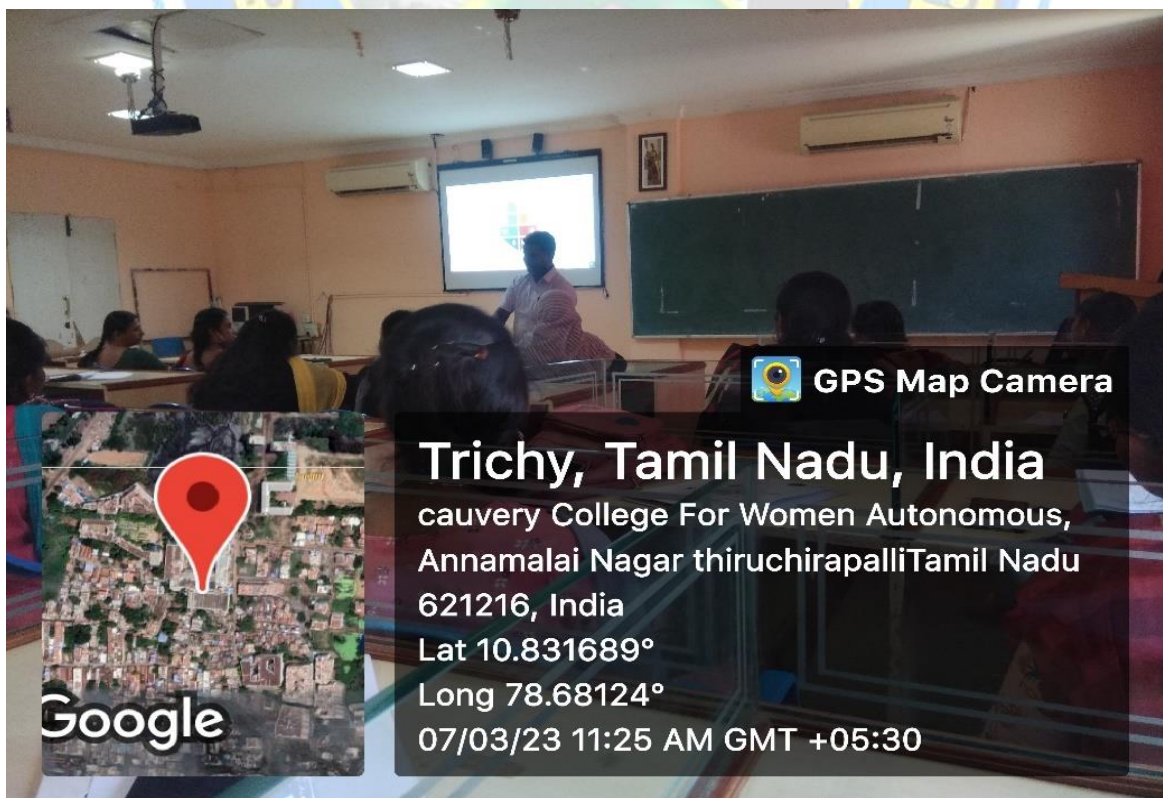 GPS Map Camera
Trichy, Tamil Nadu, India
cauvery College For Women Autonomous,
Annamalai Nagar thiruchirapalliTamil Nadu
621216, India
Lat 10.831689°
Long 78.68124°
07/03/23 11:25 AM GMT +05:30
Google